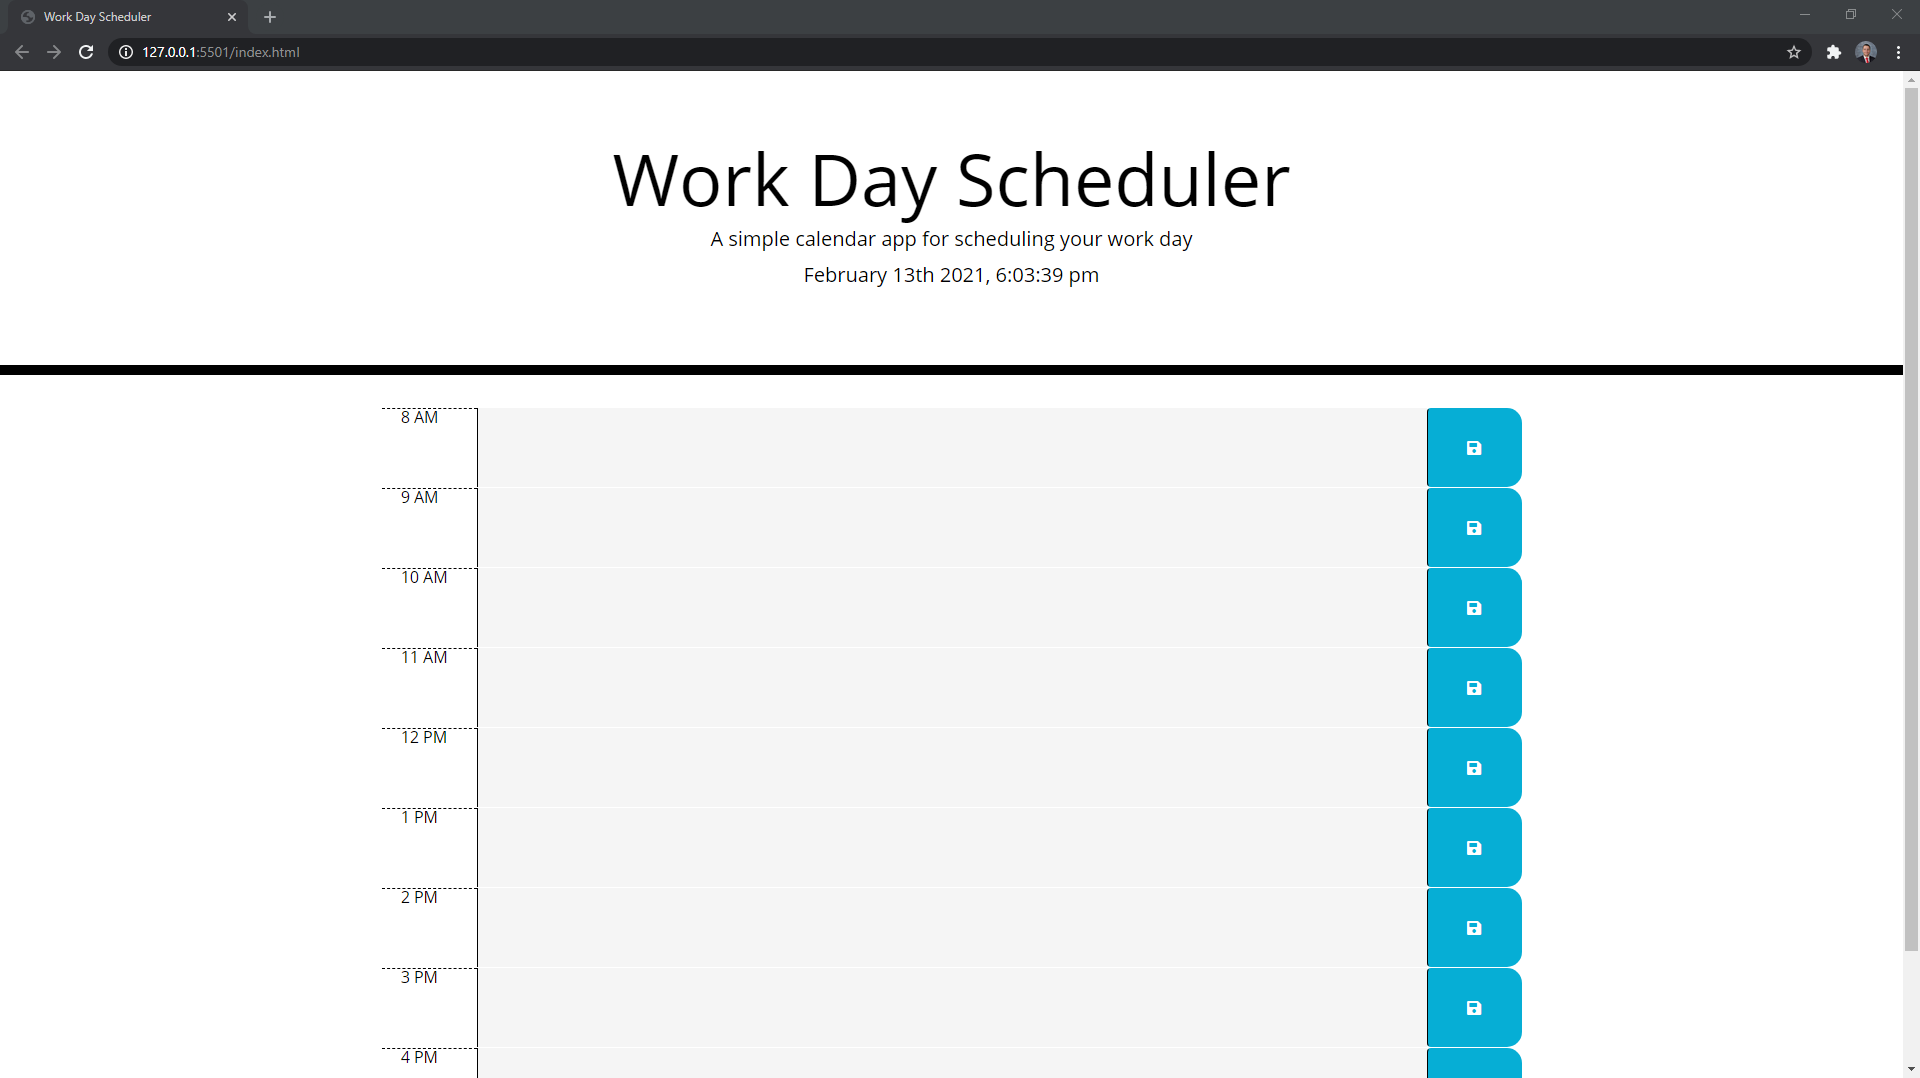 Work Day Scheduler
127.0.0.1:5501/index.html
Work Day Scheduler
A simple calendar app for scheduling your work day
February 13th 2021, 6:03:39 pm
8 AM
9 AM
10 AM
11 AM
12 PM
1 PM
2 PM
3 PM
4 PM